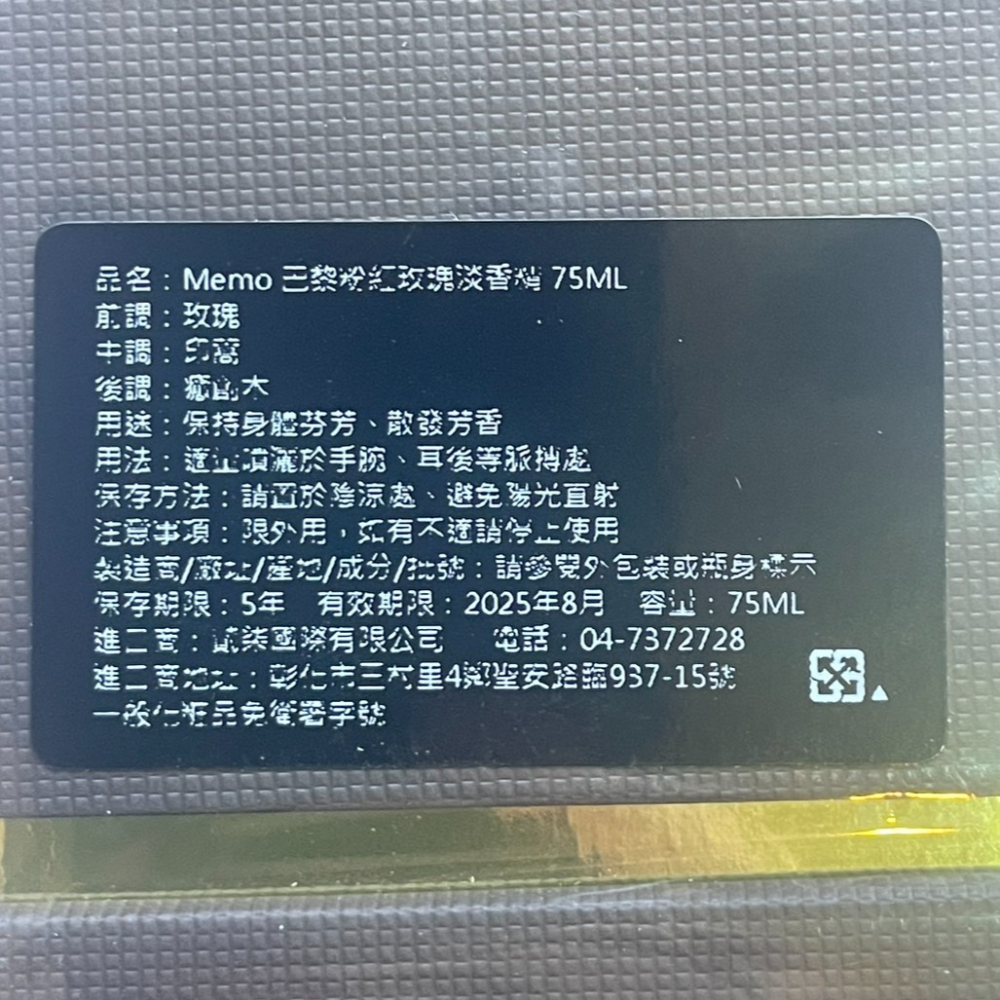 品名：Memo 巴黎粉紅玫瑰淡香精 75ML
前調：玫瑰
中調：印蒿
後調：癒創木
用途：保持身體芬芳、散發芳香
用法：適量噴灑於手腕、耳後等脈搏處
保存方法：請置於陰涼處、避免陽光直射
注意事項：限外用，如有不適請停止使用
製造商/廠址/產地/成分/批號：請參閱外包裝或瓶身標示
保存期限：5年 有效期限：2025年8月 容量：75ML
進口商：貳柒國際有限公司 電話：04-7372728
進口商地址：彰化市三村里4鄰聖安路臨937-15號
一般化粧品免衛署字號